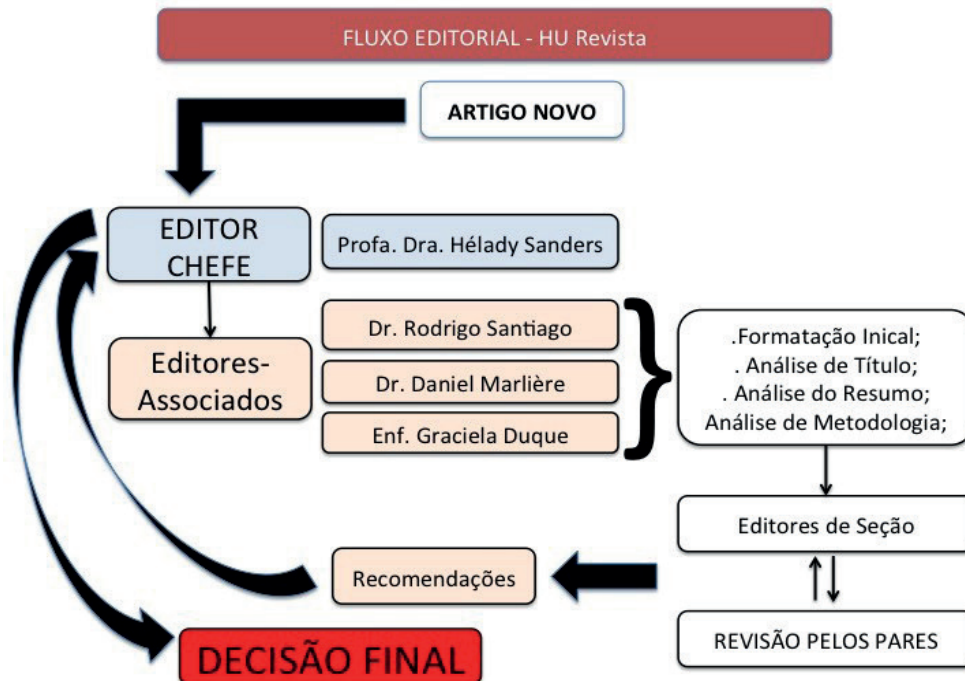 FLUXO EDITORIAL - HU Revista
ARTIGO NOVO
EDITOR
CHEFE
Profa. Dra. Hélady Sanders
Editores-
Associados
Dr. Rodrigo Santiago
Dr. Daniel Marlière
Enf. Graciela Duque
.Formatação Inical;
. Análise de Título;
. Análise do Resumo;
Análise de Metodologia;
Editores de Seção
Recomendações
REVISÃO PELOS PARES
DECISÃO FINAL